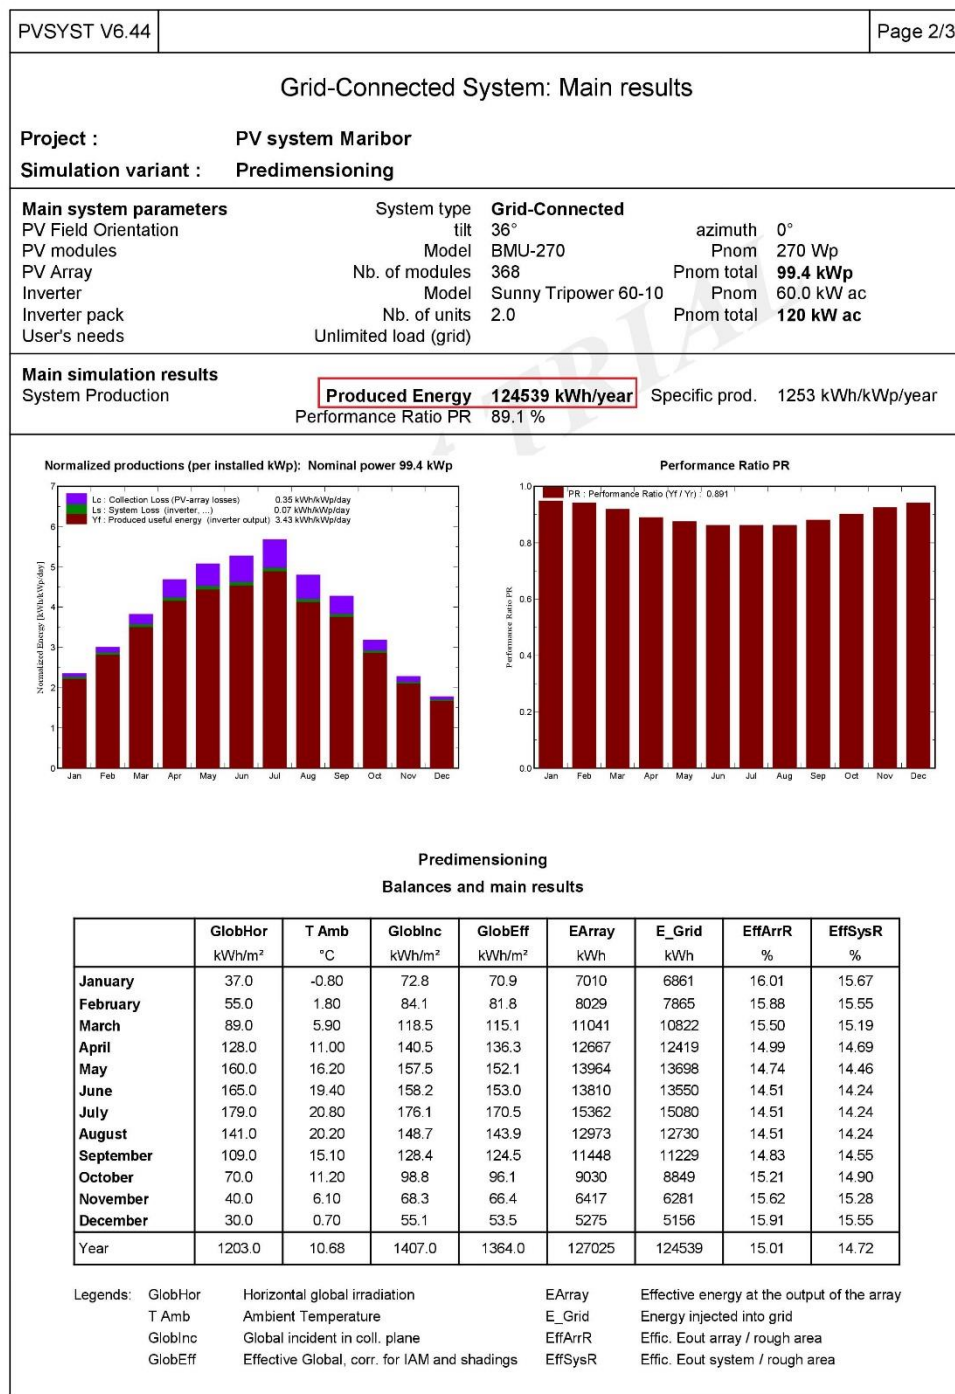 PVSYST V6.44 Page 2/3
Grid-Connected System: Main results
Project : PV system Maribor
Simulation variant : Predimensioning
Main system parameters System type Grid-Connected
PV Field Orientation tilt 36° azimuth 0°
PV modules Model BMU-270 Pnom 270 Wp
PV Array Nb. of modules 368 Pnom total 99.4 kWp
Inverter Model Sunny Tripower 60-10 Pnom 60.0 kW ac
Inverter pack Nb. of units 2.0 Pnom total 120 kW ac
User's needs Unlimited load (grid)
TRIAL
Main simulation results
System Production Produced Energy 124539 kWh/year Specific prod. 1253 kWh/kWp/year
Performance Ratio PR 89.1 %
Normalized productions (per installed kWp): Nominal power 99.4 kWp
Lc : Collection Loss (PV-array losses) 0.35 kWh/kWp/day
Ls : System Loss (inverter, ...) 0.07 kWh/kWp/day
Yf : Produced useful energy (inverter output) 3.43 kWh/kWp/day
Normalized Energy [kWh/kWp/day]
7
6
5
4
3
2
1
0
Jan Feb Mar Apr May Jun Jul Aug Sep Oct Nov Dec
Performance Ratio PR
PR : Performance Ratio (Yf / Yr) : 0.891
Performance Ratio PR
1.0
0.8
0.6
0.4
0.2
0.0
Jan Feb Mar Apr May Jun Jul Aug Sep Oct Nov Dec
Predimensioning
Balances and main results
GlobHor T Amb GlobInc GlobEff EArray E_Grid EffArrR EffSysR
kWh/m² °C kWh/m² kWh/m² kWh kWh % %
January 37.0 -0.80 72.8 70.9 7010 6861 16.01 15.67
February 55.0 1.80 84.1 81.8 8029 7865 15.88 15.55
March 89.0 5.90 118.5 115.1 11041 10822 15.50 15.19
April 128.0 11.00 140.5 136.3 12667 12419 14.99 14.69
May 160.0 16.20 157.5 152.1 13964 13698 14.74 14.46
June 165.0 19.40 158.2 153.0 13810 13550 14.51 14.24
July 179.0 20.80 176.1 170.5 15362 15080 14.51 14.24
August 141.0 20.20 148.7 143.9 12973 12730 14.51 14.24
September 109.0 15.10 128.4 124.5 11448 11229 14.83 14.55
October 70.0 11.20 98.8 96.1 9030 8849 15.21 14.90
November 40.0 6.10 68.3 66.4 6417 6281 15.62 15.28
December 30.0 0.70 55.1 53.5 5275 5156 15.91 15.55
Year 1203.0 10.68 1407.0 1364.0 127025 124539 15.01 14.72
Legends: GlobHor Horizontal global irradiation EArray Effective energy at the output of the array
T Amb Ambient Temperature E_Grid Energy injected into grid
GlobInc Global incident in coll. plane EffArrR Effic. Eout array / rough area
GlobEff Effective Global, corr. for IAM and shadings EffSysR Effic. Eout system / rough area